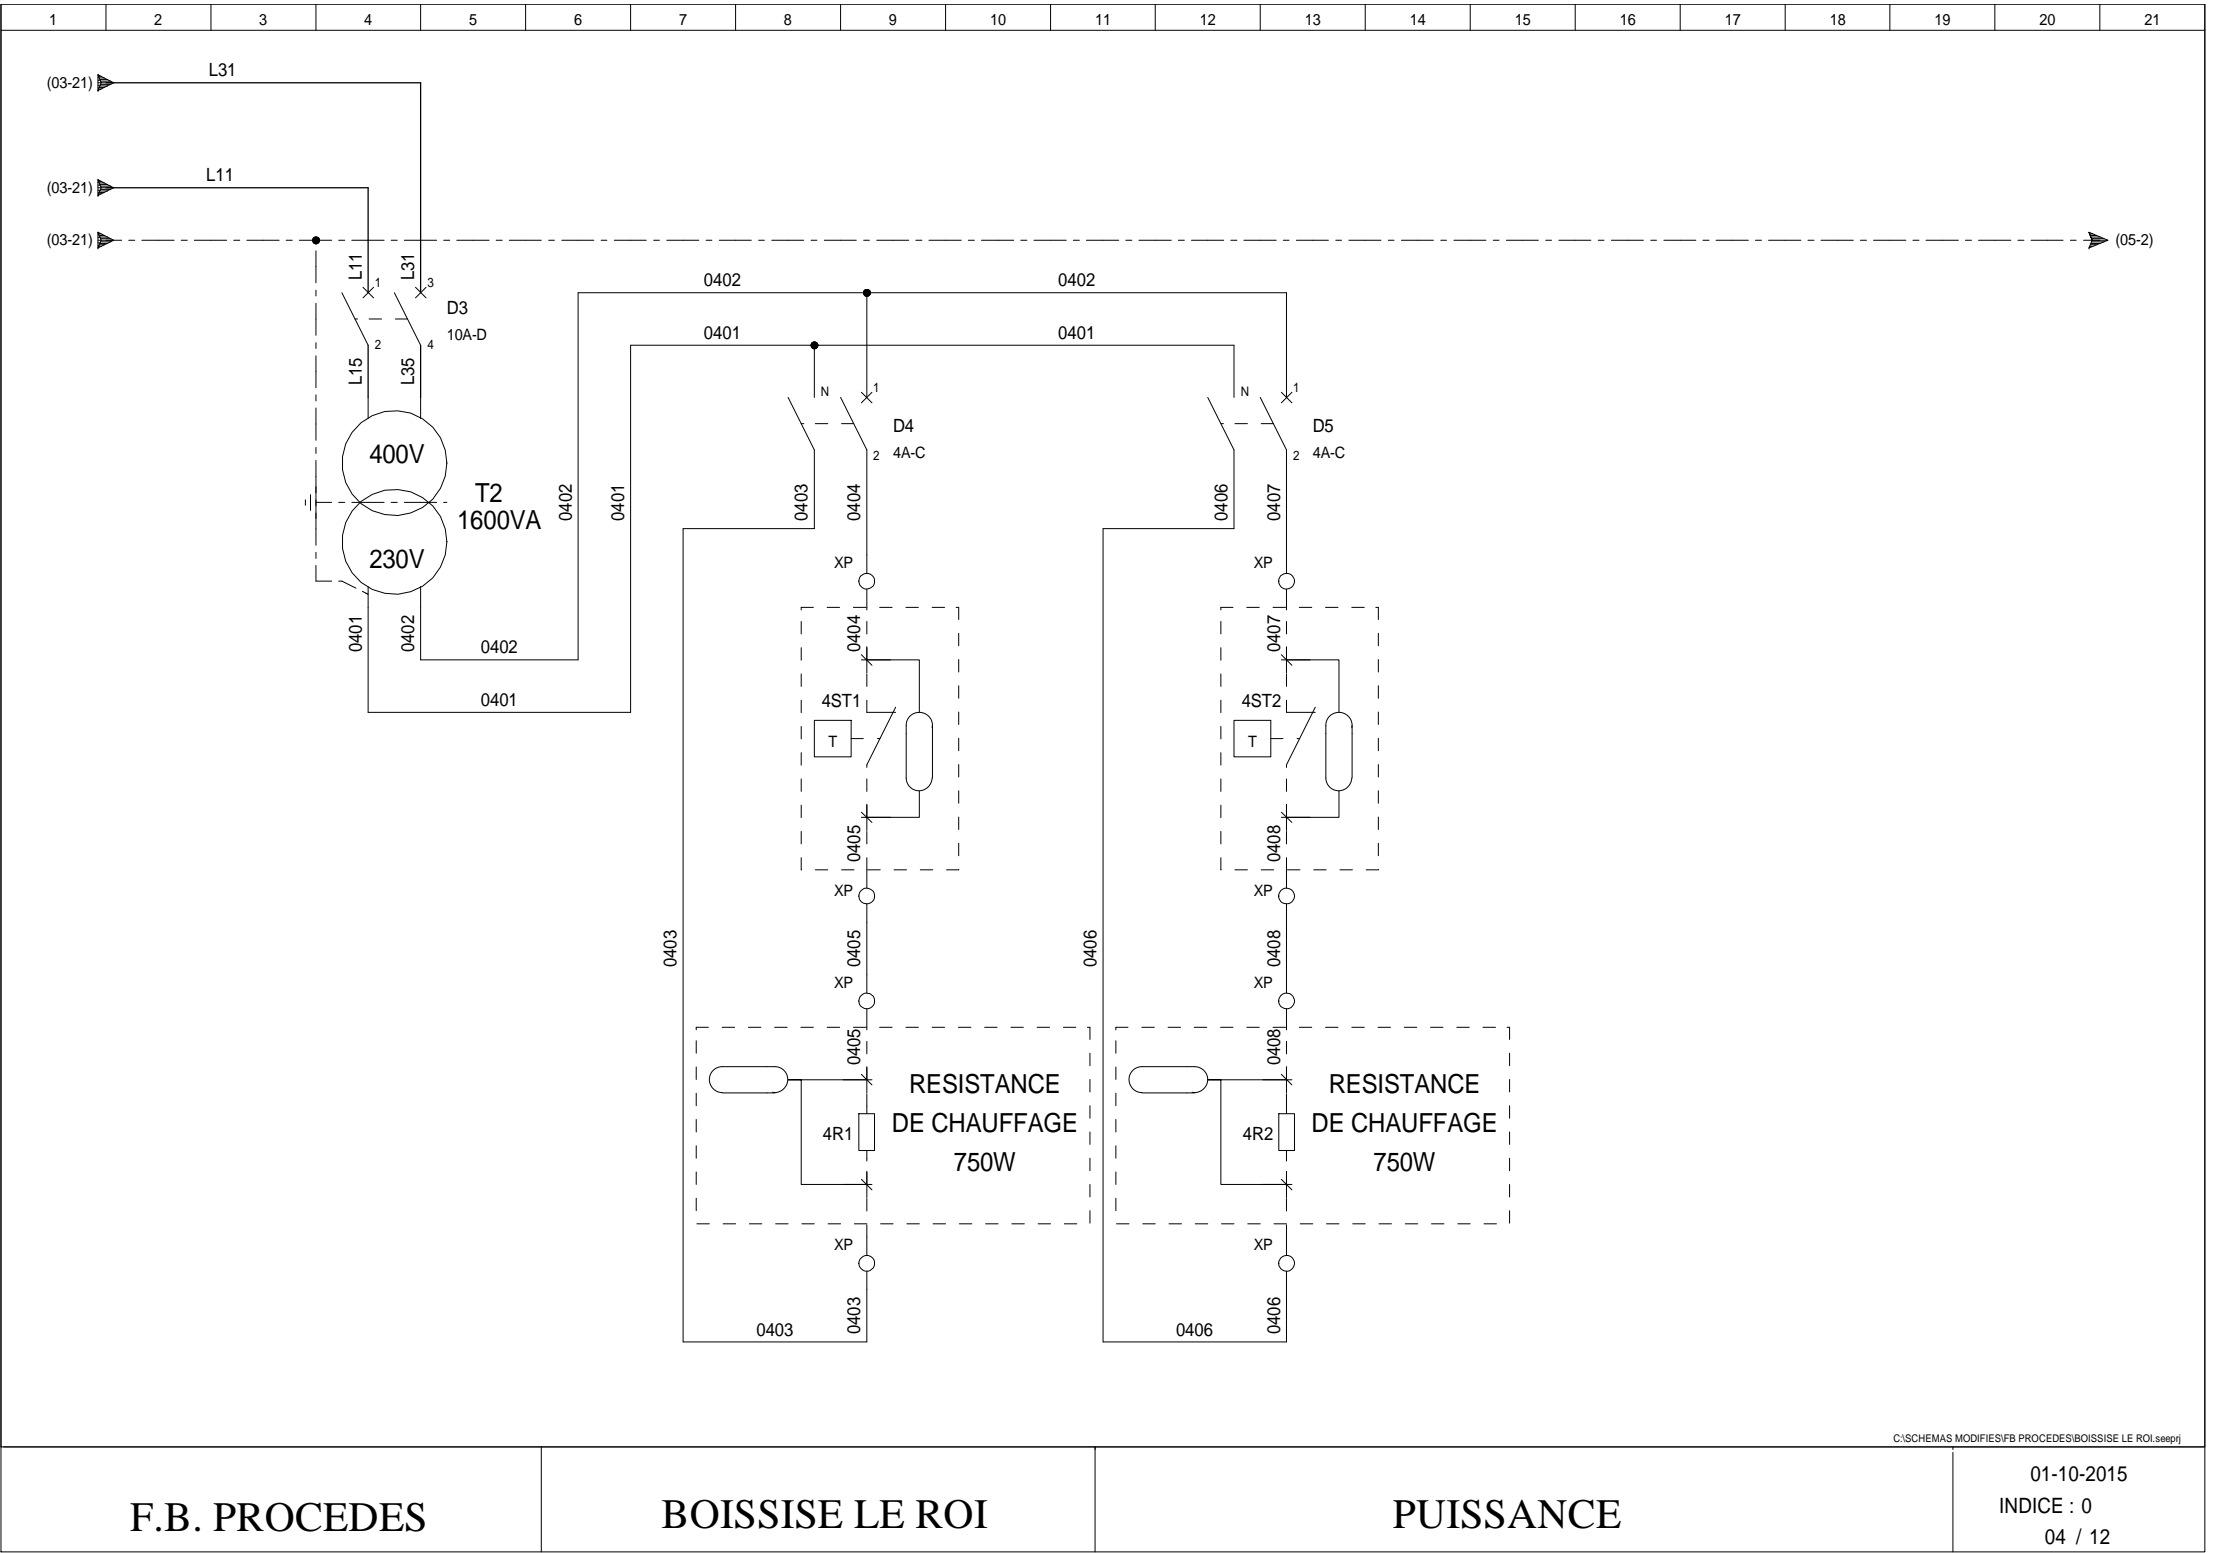 1 2 3 4 5 6 7 8 9 10 11 12 13 14 15 16 17 18 19 20 21
(03-21) L31
(03-21) L11
(03-21) (05-2)
L11 L31
1 3
D3
10A-D
2 4
L15 L35
0402 0402
0401 0401
N 1
D4
2 4A-C
N 1
D5
2 4A-C
400V
T2
1600VA
230V
0402 0401
0401 0402
0402
0401
0403 0404
0406 0407
XP XP
0404 0407
4ST1 4ST2
T T
0405 0408
XP XP
0403 0405 0406 0408
XP XP
0405 0408
RESISTANCE RESISTANCE
DE CHAUFFAGE DE CHAUFFAGE
4R1 4R2
750W 750W
XP XP
0403 0406
0403 0406
C:\SCHEMAS MODIFIES\FB PROCEDES\BOISSISE LE ROI.seeprj
F.B. PROCEDES
BOISSISE LE ROI
PUISSANCE
01-10-2015
INDICE : 0
04 / 12